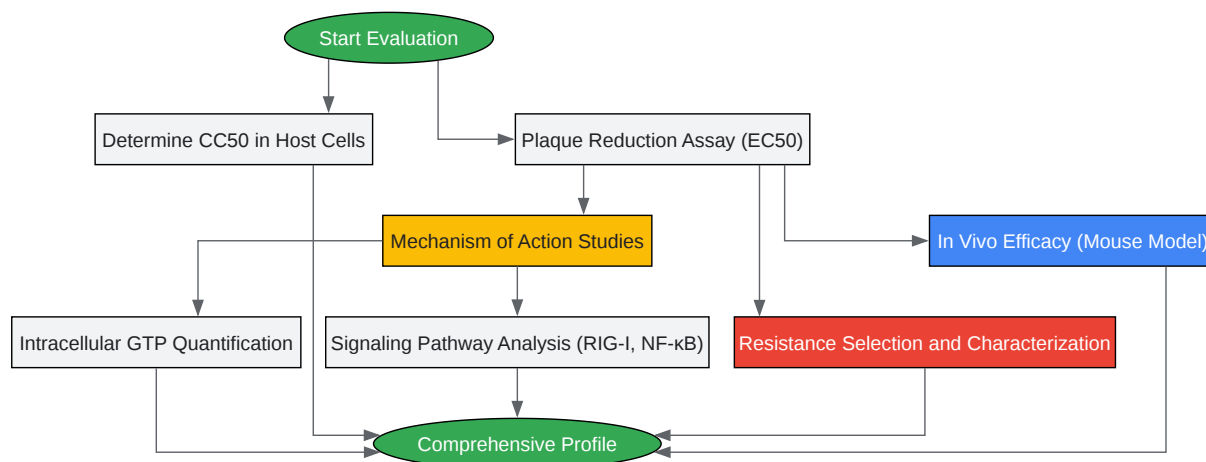 Start Evaluation
Determine CC50 in Host Cells
Plaque Reduction Assay (EC50)
Mechanism of Action Studies
In Vivo Efficacy (Mouse Model)
Intracellular GTP Quantification
Signaling Pathway Analysis (RIG-I, NF-κB)
Resistance Selection and Characterization
Comprehensive Profile